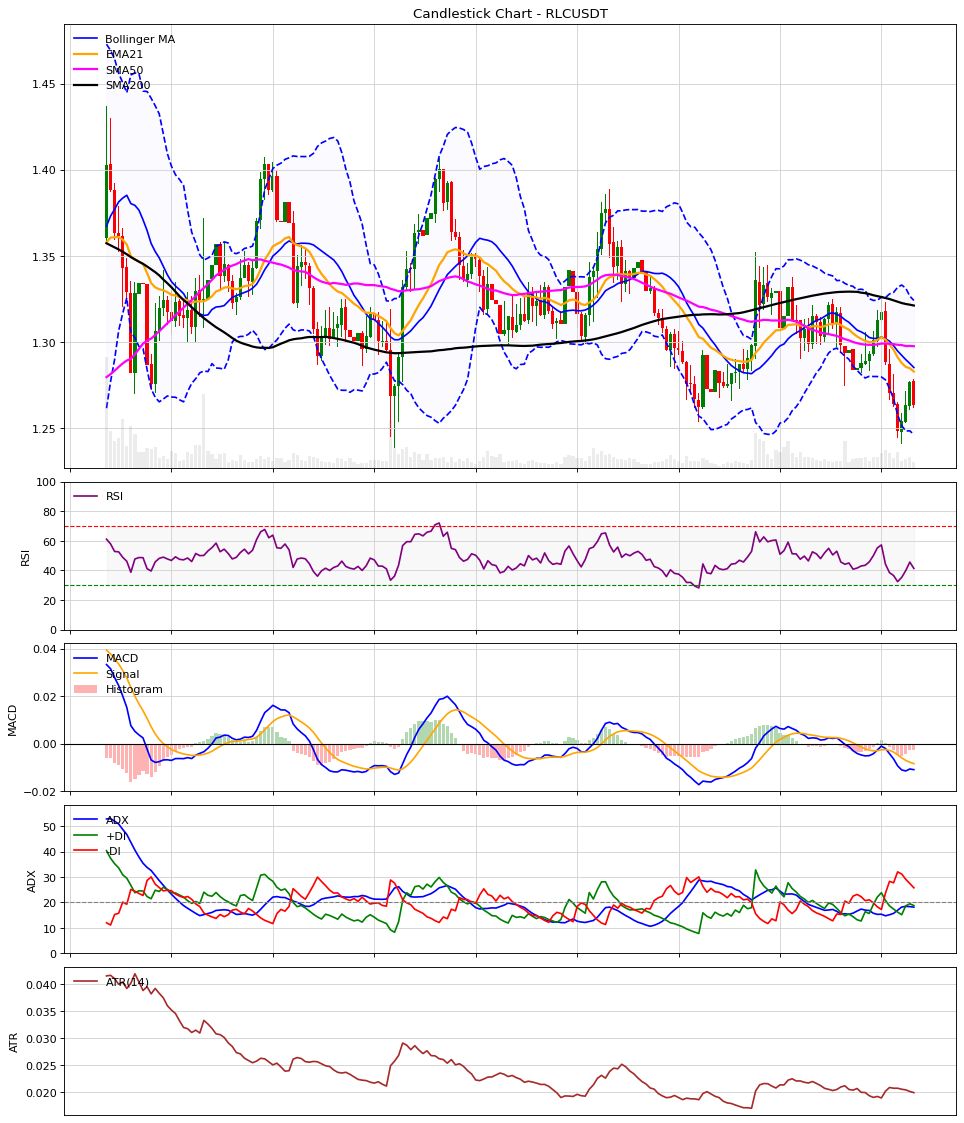 Candlestick Chart - RLCUSDT
Bollinger MA
EMA21
SMA50
SMA200
1.45
1.40
1.35
1.30
1.25
RSI
100
80
60
40
20
0
RSI
MACD
Signal
Histogram
0.04
0.02
0.00
−0.02
MACD
ADX
+DI
-DI
50
40
30
20
10
0
ADX
ATR(14)
0.040
0.035
0.030
0.025
0.020
ATR